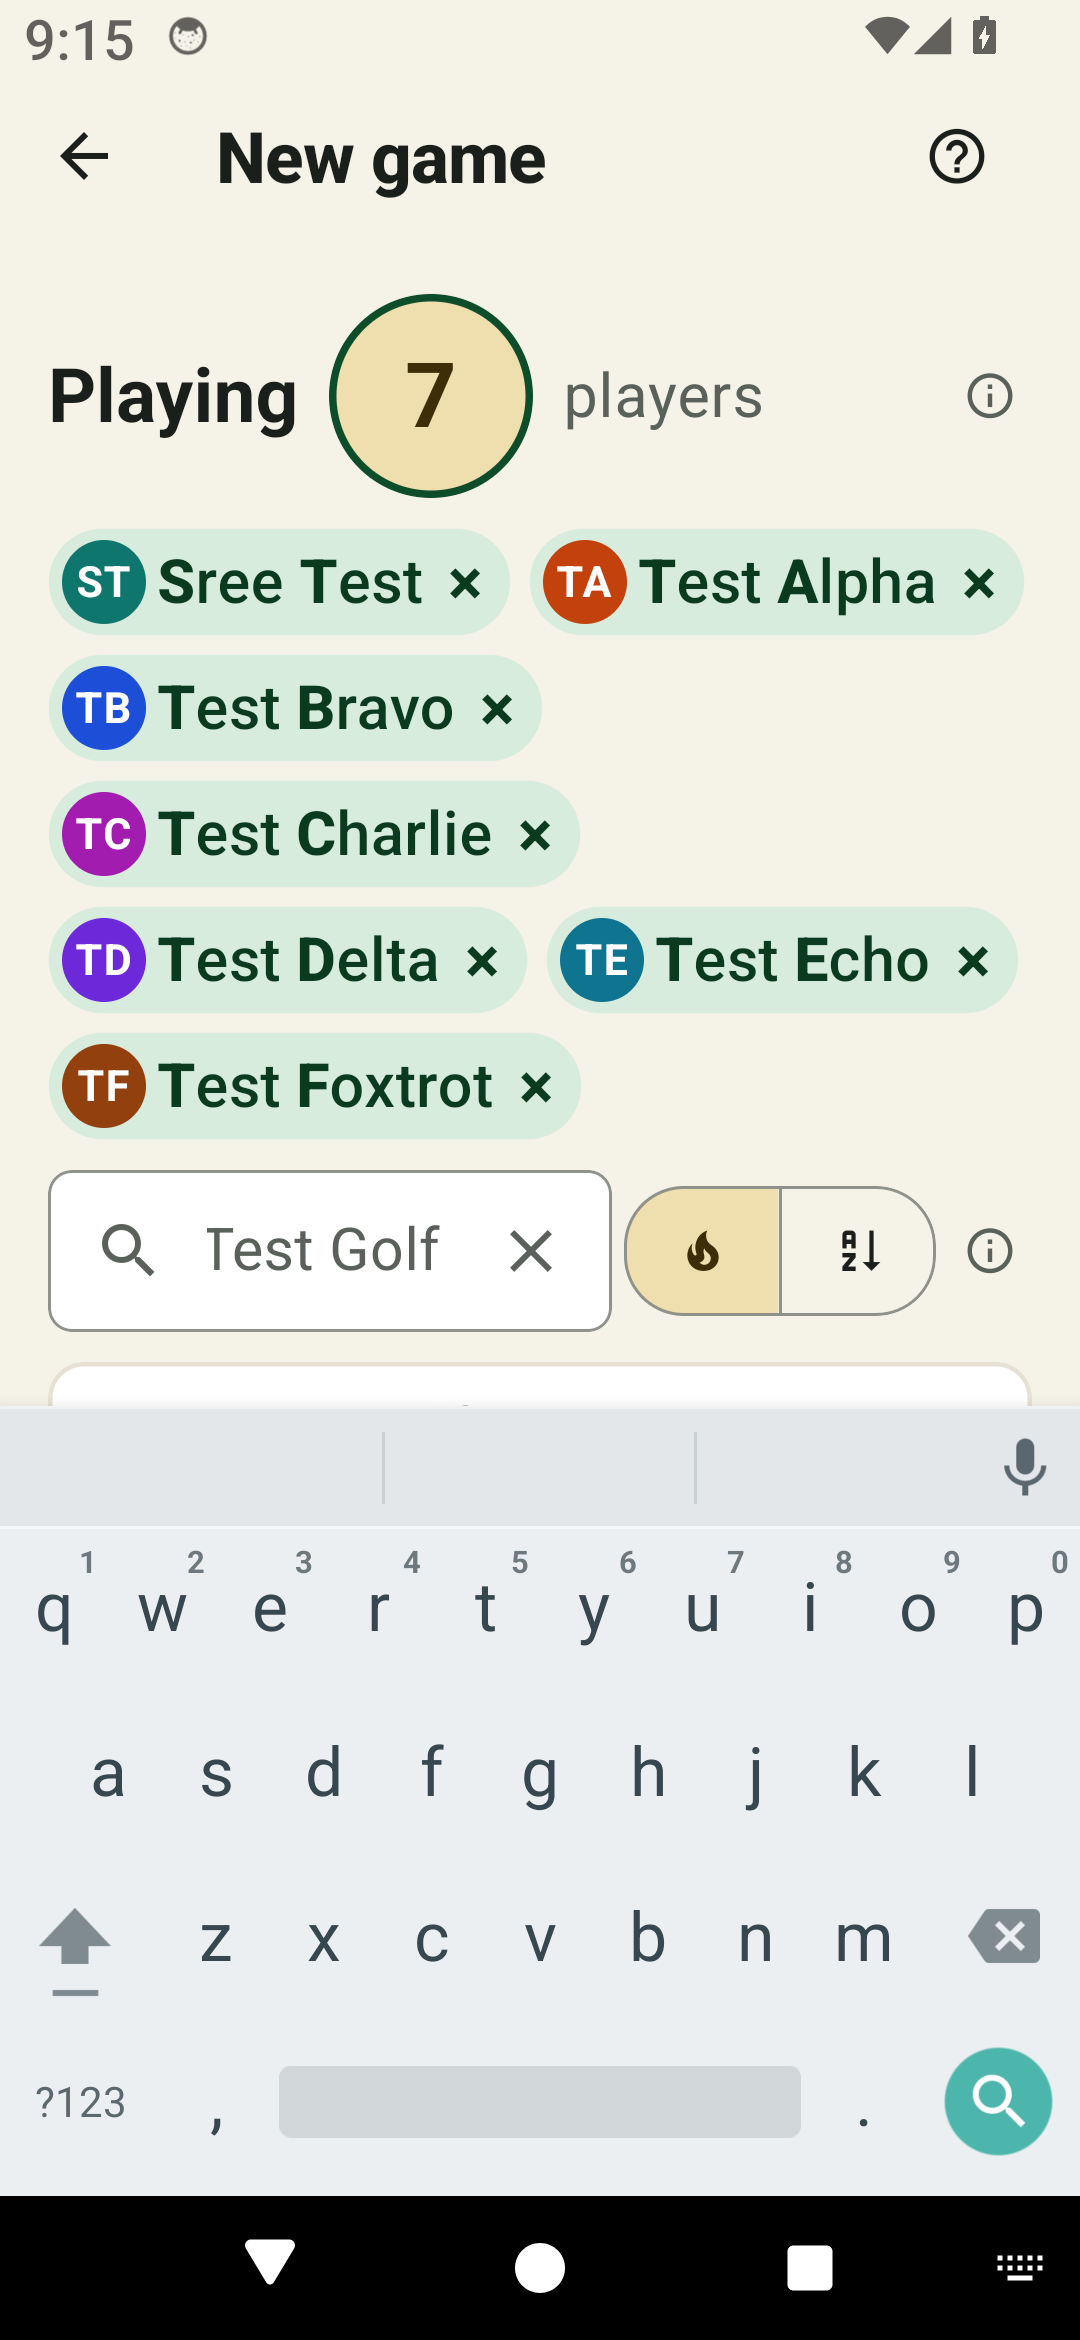 9:15
New game
Playing 7 players
ST Sree Test × TA Test Alpha ×
TB Test Bravo ×
TC Test Charlie ×
TD Test Delta × TE Test Echo ×
TF Test Foxtrot ×
Test Golf AZ
1 2 3 4 5 6 7 8 9 0
q w e r t y u i o p
a s d f g h j k l
z x c v b n m
?123 , .